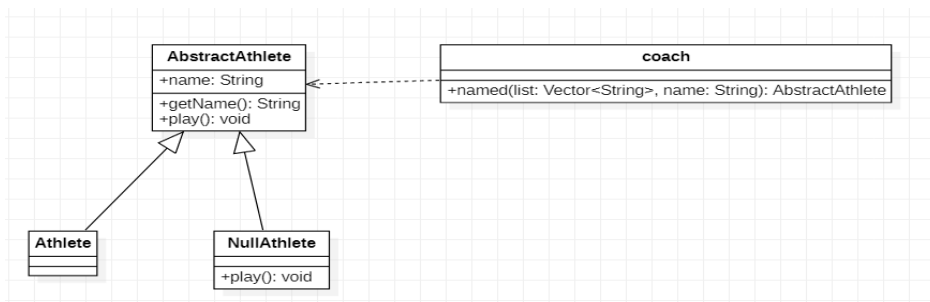 AbstractAthlete
+name: String
+getName(): String
+play(): void
coach
+named(list: Vector<String>, name: String): AbstractAthlete
Athlete
NullAthlete
+play(): void